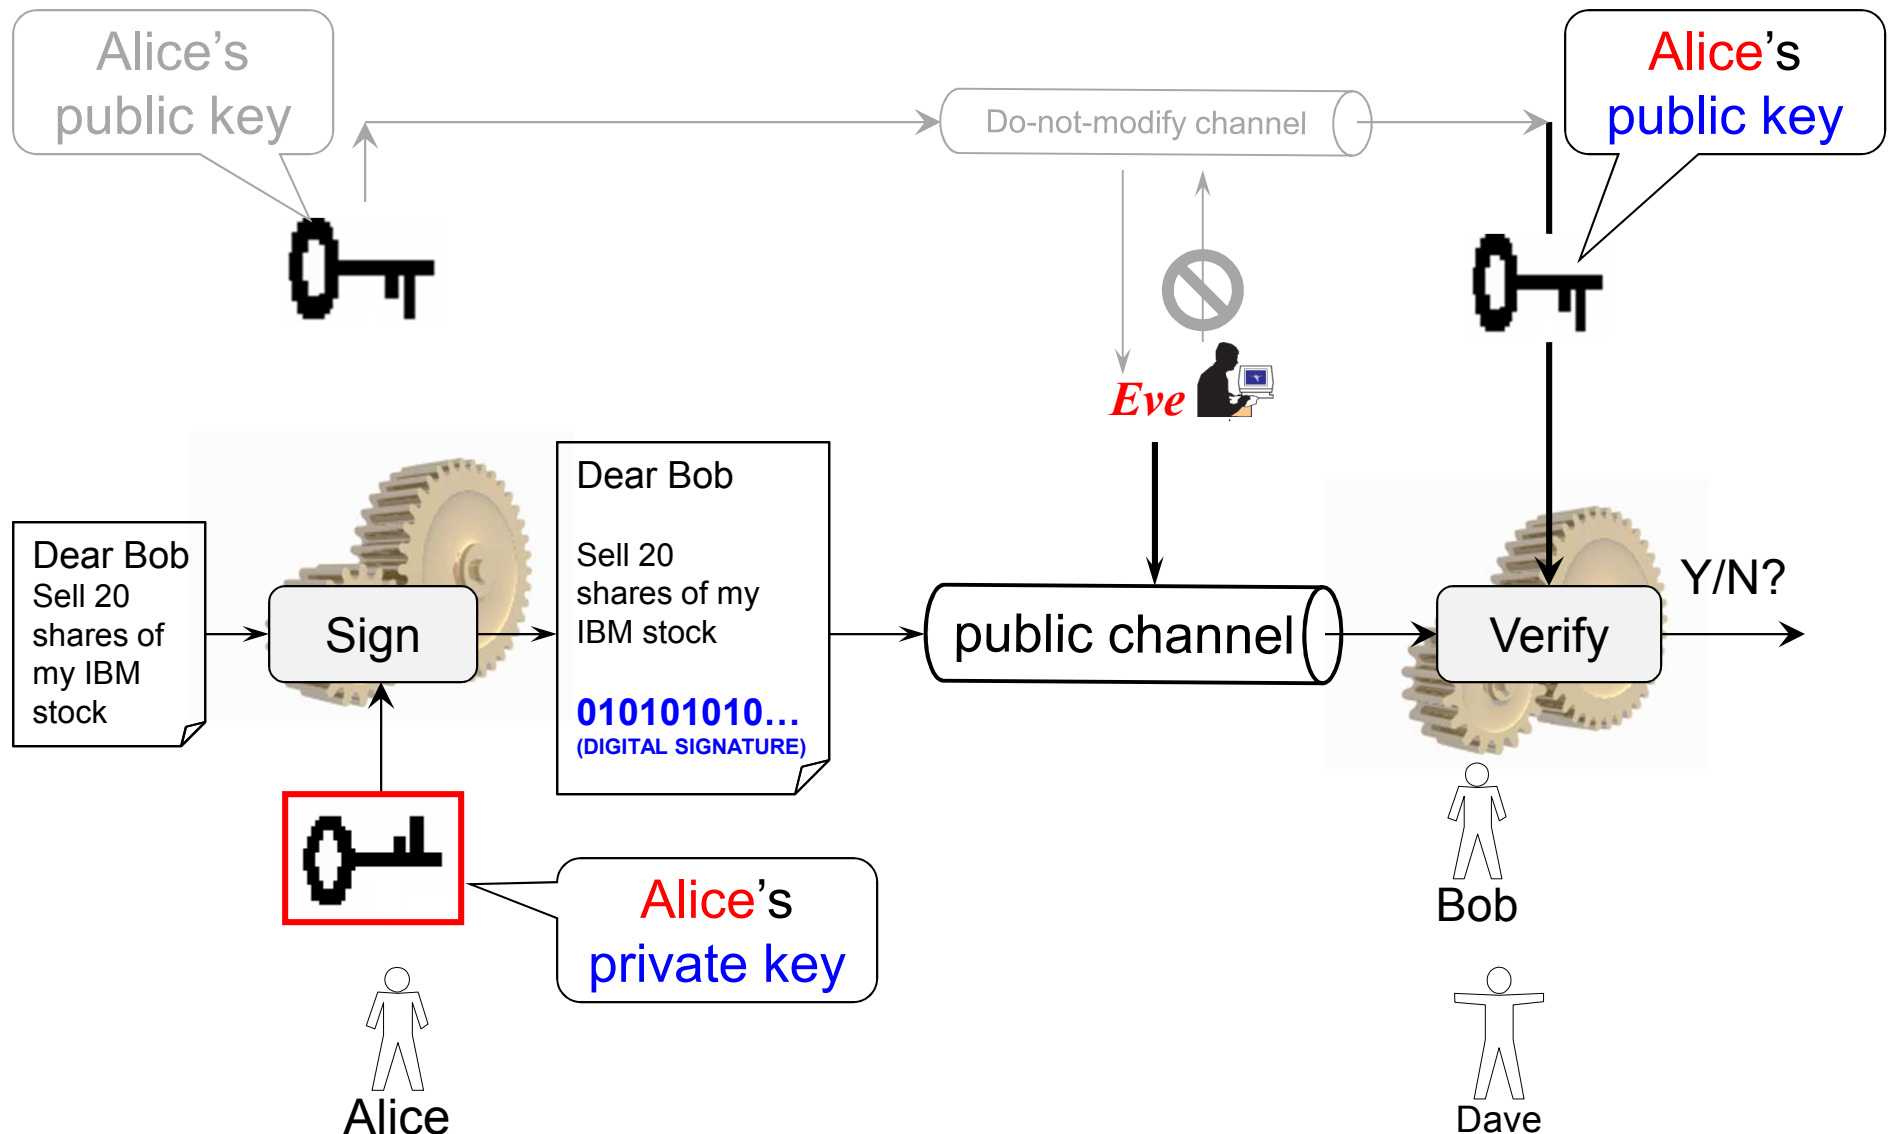 Alice's
public key
Do-not-modify channel
Alice's
public key
Eve
Dear Bob
Sell 20
shares of
my IBM
stock
Sign
Dear Bob
Sell 20
shares of my
IBM stock
010101010...
(DIGITAL SIGNATURE)
public channel
Verify
Y/N?
Alice's
private key
Alice
Bob
Dave